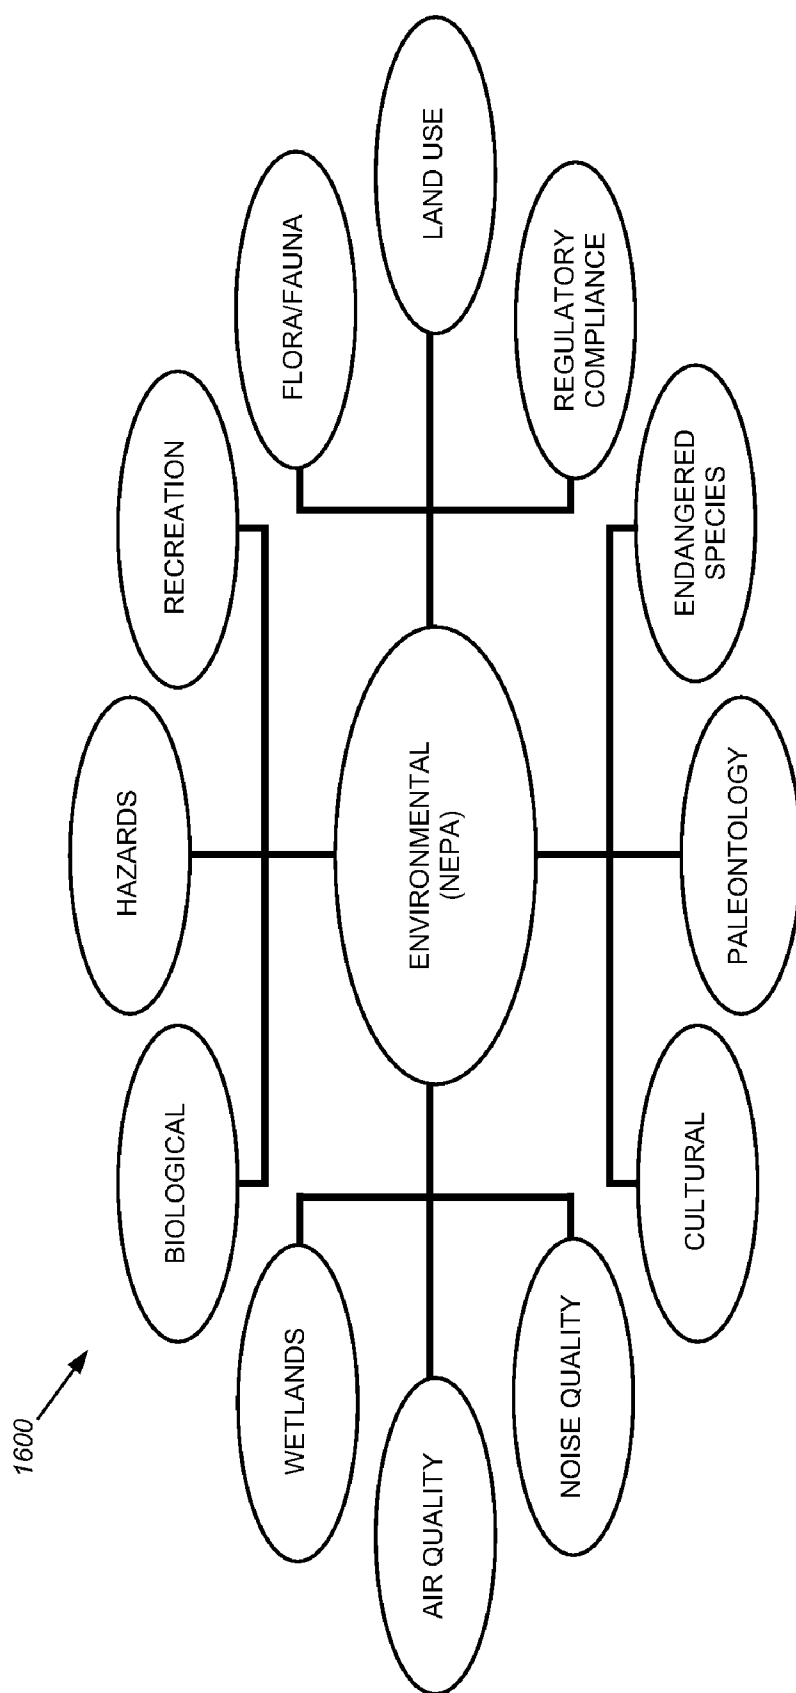 1600
HAZARDS
BIOLOGICAL
RECREATION
WETLANDS
FLORA/FAUNA
AIR QUALITY
ENVIRONMENTAL
(NEPA)
LAND USE
NOISE QUALITY
REGULATORY
COMPLIANCE
CULTURAL
ENDANGERED
SPECIES
PALEONTOLOGY